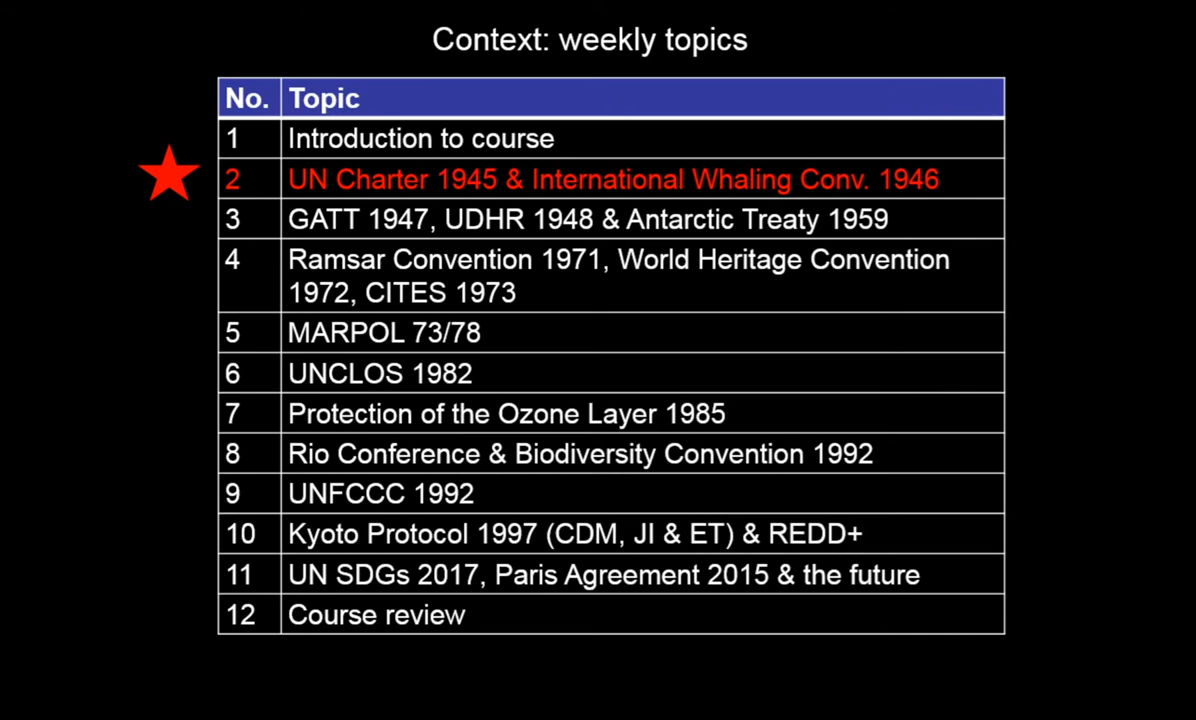 Context: weekly topics
No. Topic
1 Introduction to course
2 UN Charter 1945 & International Whaling Conv. 1946
3 GATT 1947, UDHR 1948 & Antarctic Treaty 1959
4 Ramsar Convention 1971, World Heritage Convention
1972, CITES 1973
5 MARPOL 73/78
6 UNCLOS 1982
7 Protection of the Ozone Layer 1985
8 Rio Conference & Biodiversity Convention 1992
9 UNFCCC 1992
10 Kyoto Protocol 1997 (CDM, JI & ET) & REDD+
11 UN SDGs 2017, Paris Agreement 2015 & the future
12 Course review